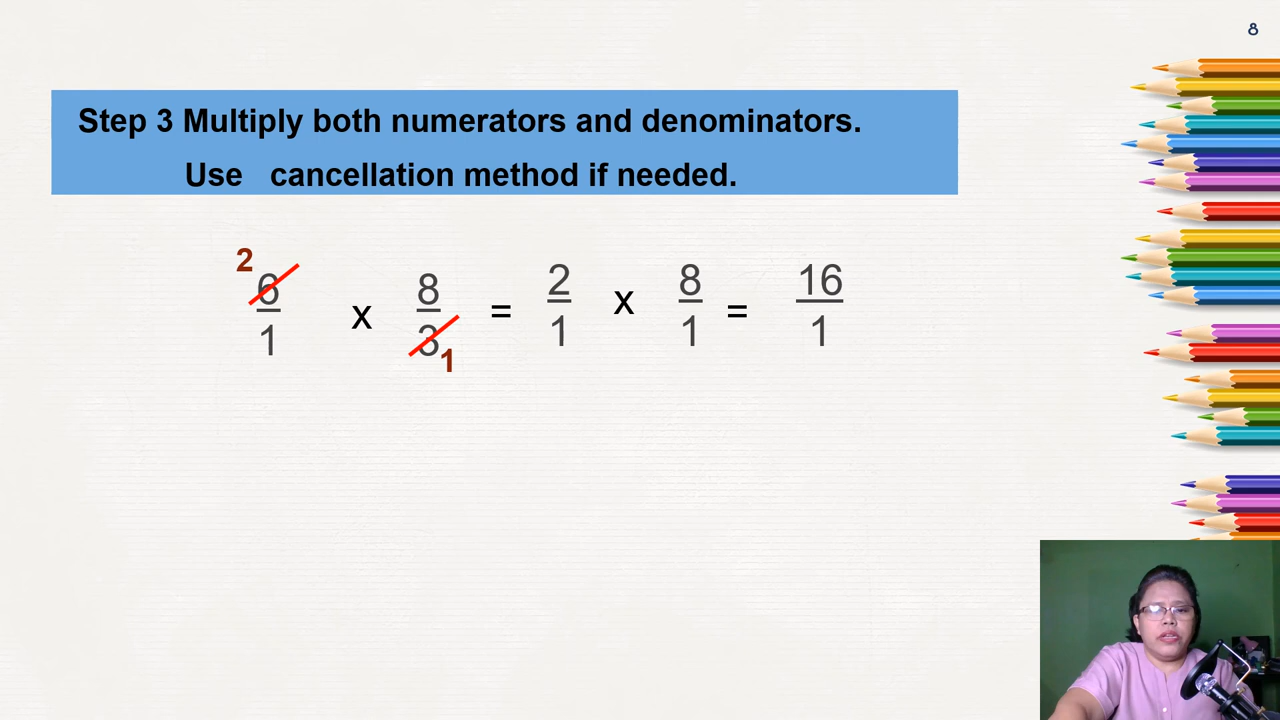 8
Step 3 Multiply both numerators and denominators.
Use cancellation method if needed.
2
6/1 x 8/3 = 2/1 x 8/1 = 16/1
1